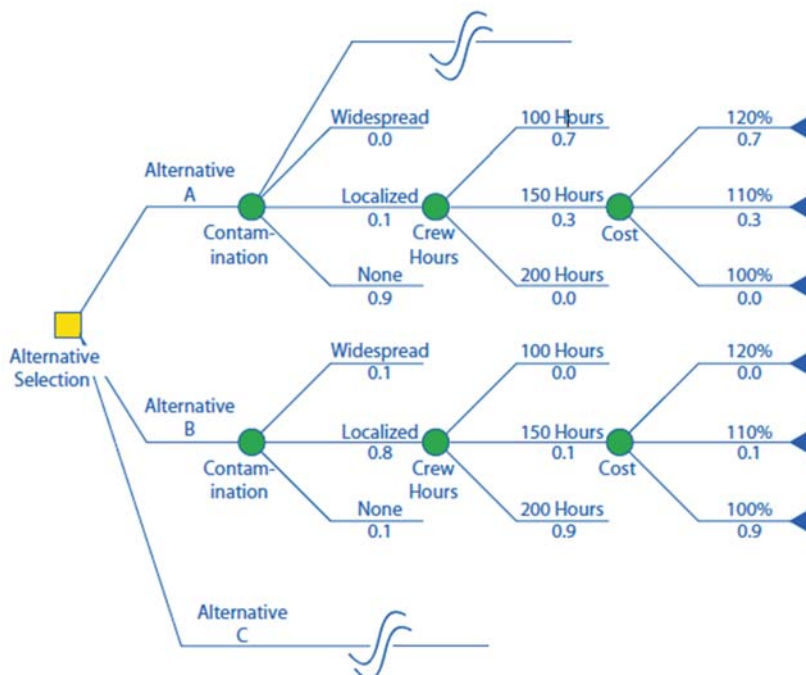 Widespread
0.0
100 Hours
0.7
120%
0.7
Alternative
A
Localized
0.1
150 Hours
0.3
110%
0.3
Contam-
ination
Crew
Hours
Cost
None
0.9
200 Hours
0.0
100%
0.0
Alternative
Selection
Widespread
0.1
100 Hours
0.0
120%
0.0
Alternative
B
Localized
0.8
150 Hours
0.1
110%
0.1
Contam-
ination
Crew
Hours
Cost
None
0.1
200 Hours
0.9
100%
0.9
Alternative
C